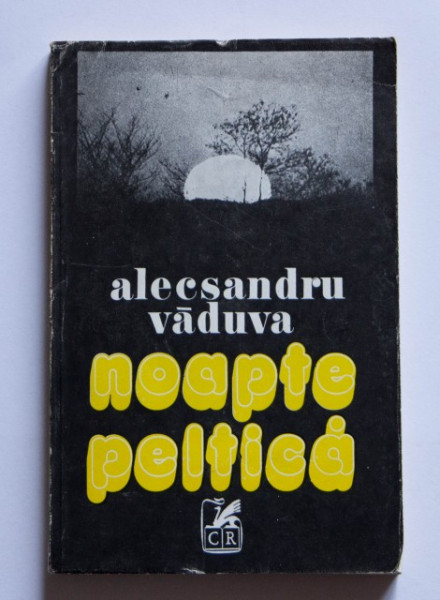 alecsandru
văduva
noapte
peltică
CR